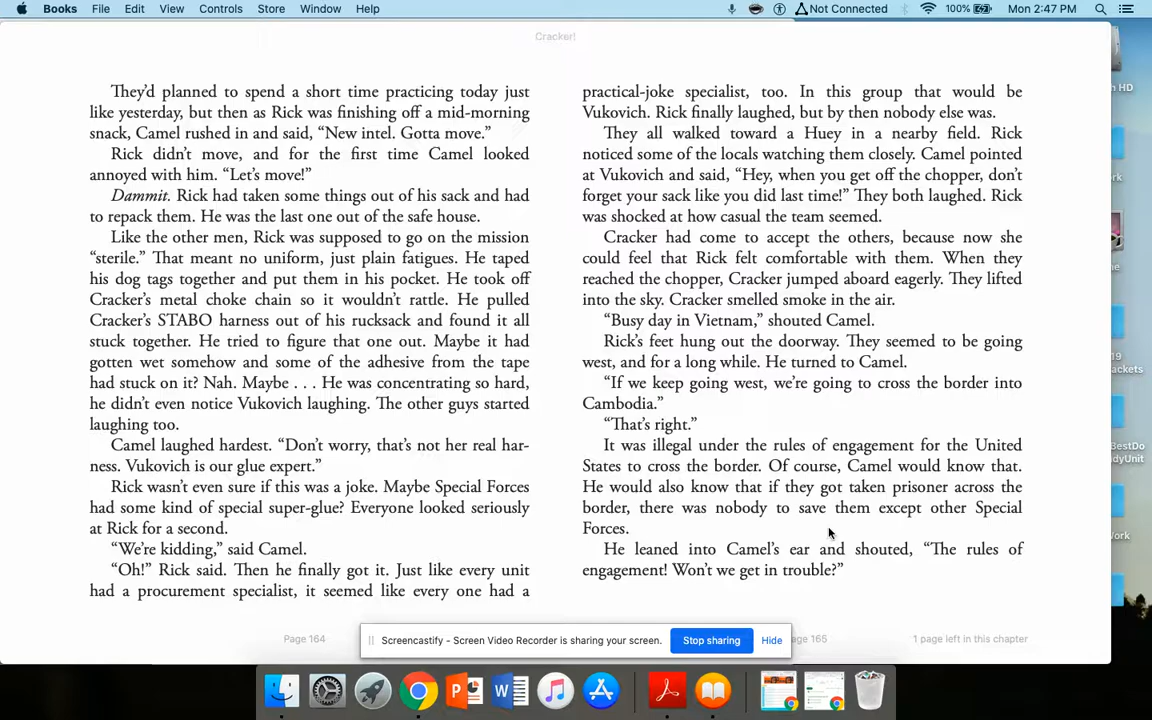 Books File Edit View Controls Store Window Help
Not Connected 100% Mon 2:47 PM
Cracker!
They'd planned to spend a short time practicing today just
like yesterday, but then as Rick was finishing off a mid-morning
snack, Camel rushed in and said, “New intel. Gotta move.”
Rick didn't move, and for the first time Camel looked
annoyed with him. “Let's move!”
Dammit. Rick had taken some things out of his sack and had
to repack them. He was the last one out of the safe house.
Like the other men, Rick was supposed to go on the mission
“sterile.” That meant no uniform, just plain fatigues. He taped
his dog tags together and put them in his pocket. He took off
Cracker's metal choke chain so it wouldn't rattle. He pulled
Cracker's STABO harness out of his rucksack and found it all
stuck together. He tried to figure that one out. Maybe it had
gotten wet somehow and some of the adhesive from the tape
had stuck on it? Nah. Maybe . . . He was concentrating so hard,
he didn't even notice Vukovich laughing. The other guys started
laughing too.
Camel laughed hardest. “Don't worry, that's not her real har-
ness. Vukovich is our glue expert.”
Rick wasn't even sure if this was a joke. Maybe Special Forces
had some kind of special super-glue? Everyone looked seriously
at Rick for a second.
“We're kidding,” said Camel.
“Oh!” Rick said. Then he finally got it. Just like every unit
had a procurement specialist, it seemed like every one had a
practical-joke specialist, too. In this group that would be
Vukovich. Rick finally laughed, but by then nobody else was.
They all walked toward a Huey in a nearby field. Rick
noticed some of the locals watching them closely. Camel pointed
at Vukovich and said, “Hey, when you get off the chopper, don't
forget your sack like you did last time!” They both laughed. Rick
was shocked at how casual the team seemed.
Cracker had come to accept the others, because now she
could feel that Rick felt comfortable with them. When they
reached the chopper, Cracker jumped aboard eagerly. They lifted
into the sky. Cracker smelled smoke in the air.
“Busy day in Vietnam,” shouted Camel.
Rick's feet hung out the doorway. They seemed to be going
west, and for a long while. He turned to Camel.
“If we keep going west, we're going to cross the border into
Cambodia.”
“That's right.”
It was illegal under the rules of engagement for the United
States to cross the border. Of course, Camel would know that.
He would also know that if they got taken prisoner across the
border, there was nobody to save them except other Special
Forces.
He leaned into Camel's ear and shouted, “The rules of
engagement! Won't we get in trouble?”
Page 164
age 165
1 page left in this chapter
Screencastify - Screen Video Recorder is sharing your screen. Stop sharing Hide
HD
rk
ne
19
ackets
BestDo
dyUnit
Work